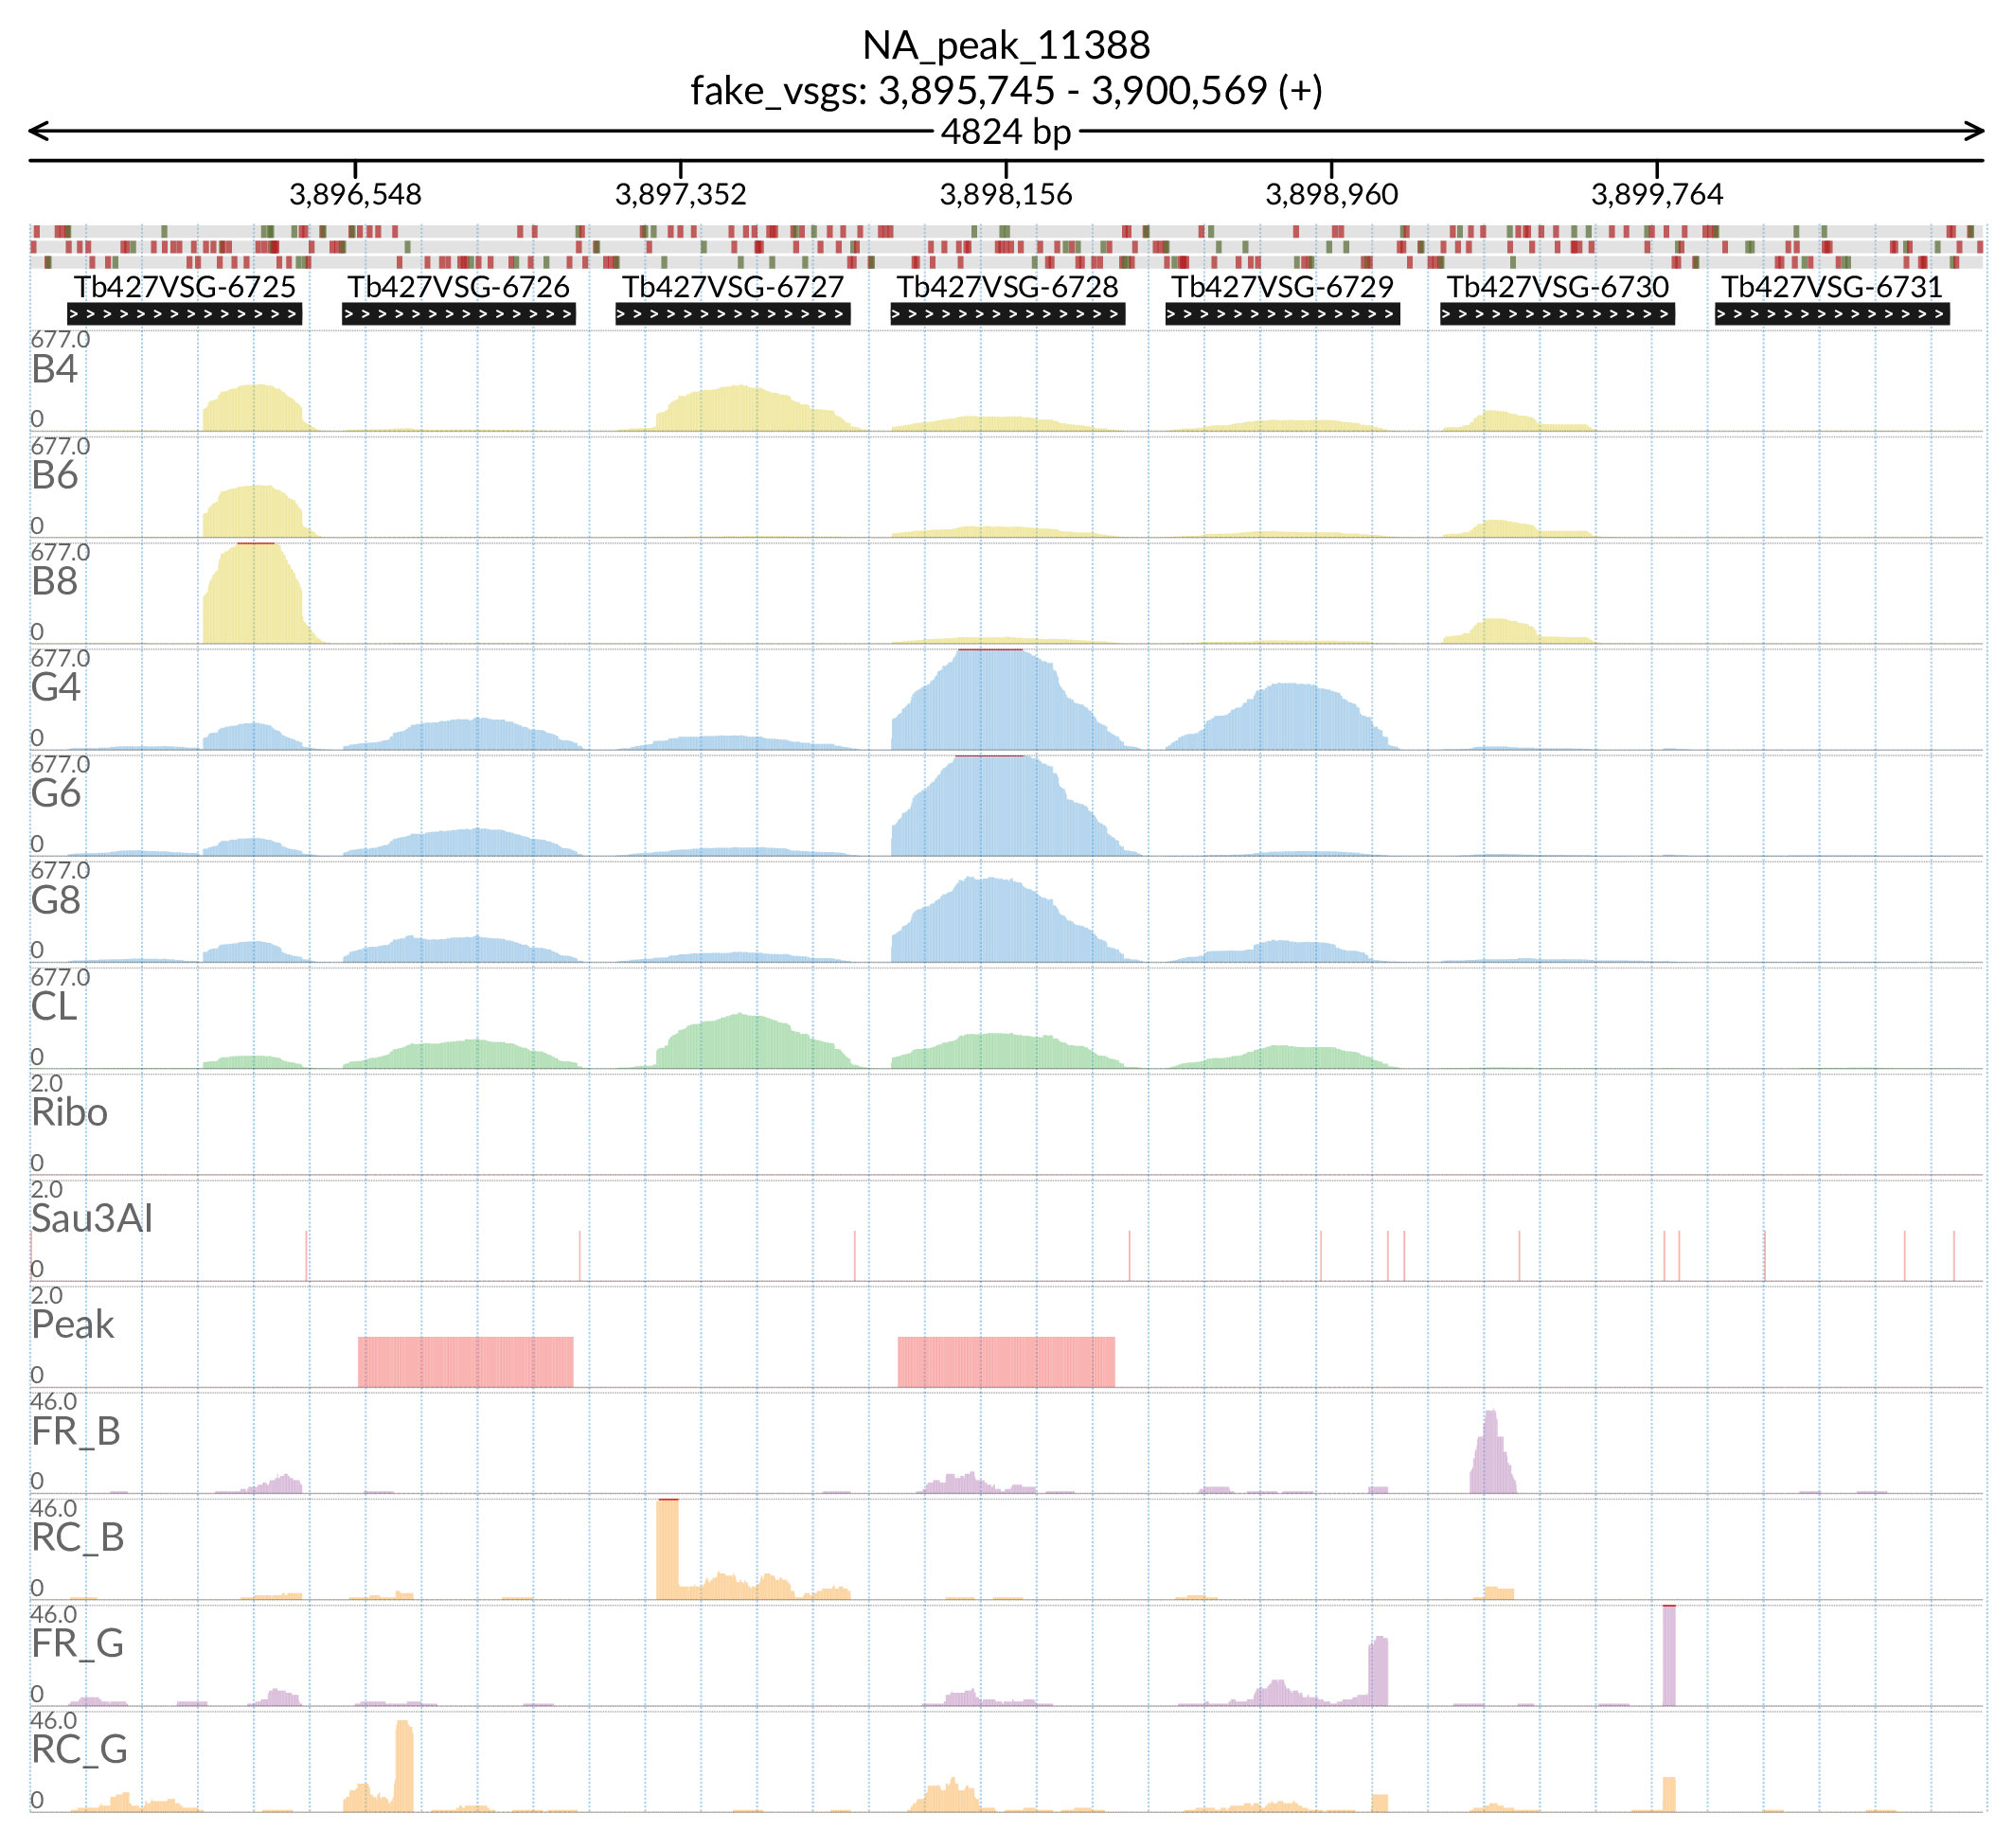 NA_peak_11388
fake_vsgs: 3,895,745 - 3,900,569 (+)
4824 bp
3,896,548 3,897,352 3,898,156 3,898,960 3,899,764
Tb427VSG-6725 Tb427VSG-6726 Tb427VSG-6727 Tb427VSG-6728 Tb427VSG-6729 Tb427VSG-6730 Tb427VSG-6731
677.0
B4
0
677.0
B6
0
677.0
B8
0
677.0
G4
0
677.0
G6
0
677.0
G8
0
677.0
CL
0
2.0
Ribo
0
2.0
Sau3AI
0
2.0
Peak
0
46.0
FR_B
0
46.0
RC_B
0
46.0
FR_G
0
46.0
RC_G
0